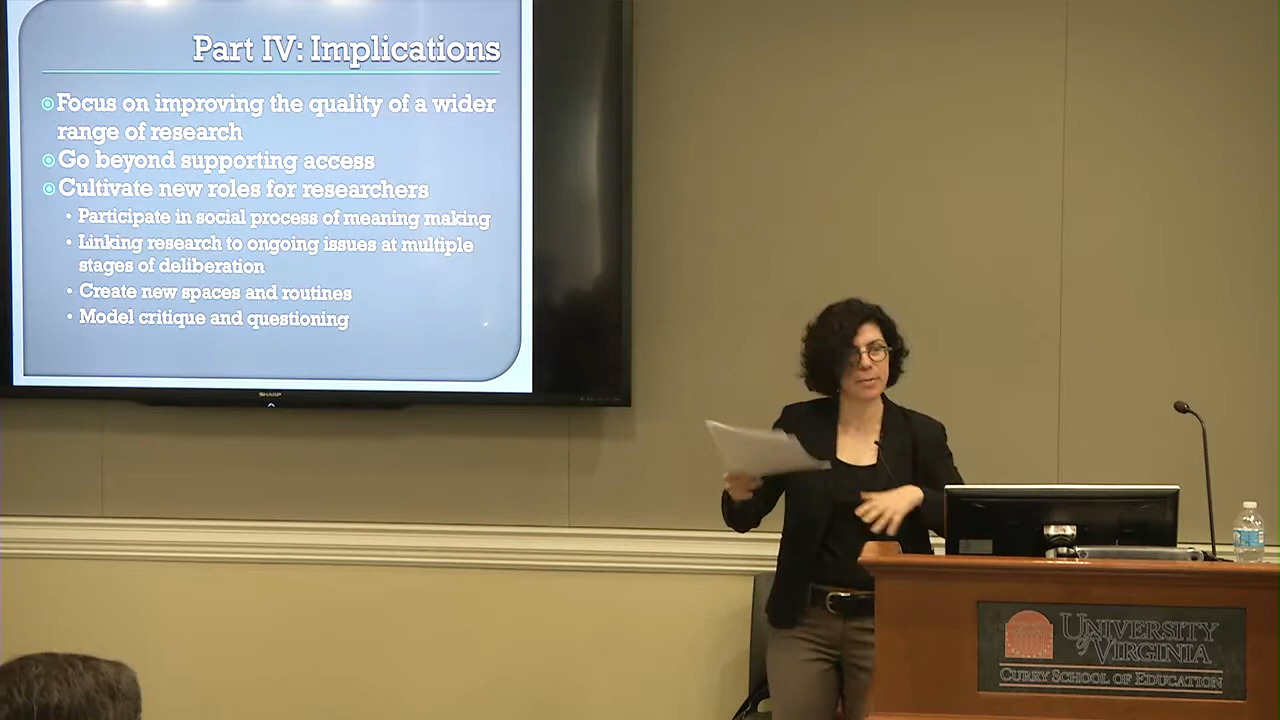 Part IV: Implications
Focus on improving the quality of a wider
range of research
Go beyond supporting access
Cultivate new roles for researchers
• Participate in social process of meaning making
• Linking research to ongoing issues at multiple
stages of deliberation
• Create new spaces and routines
• Model critique and questioning
SHARP
UNIVERSITY
of VIRGINIA
CURRY SCHOOL OF EDUCATION